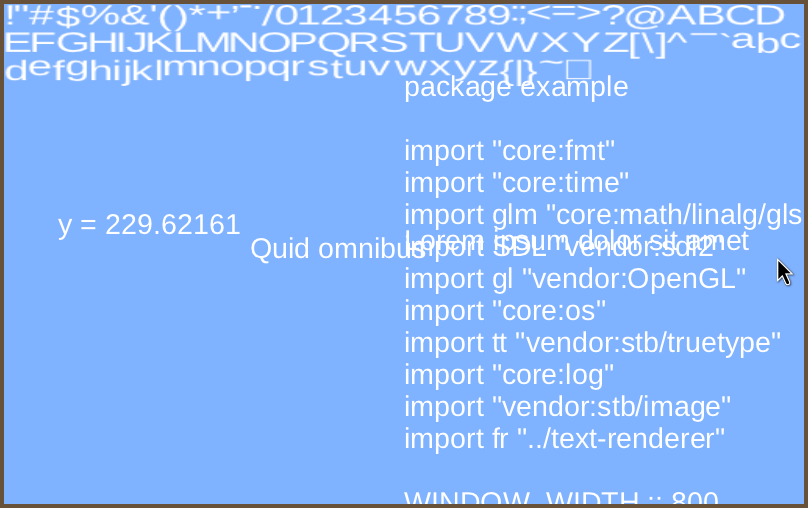 !"#$%&'()*+,-./0123456789:;<=>?@ABCD
EFGHIJKLMNOPQRSTUVWXYZ[\]^_`abc
defghijklmnopqrstuvwxyz{|}~
package example
import "core:fmt"
import "core:time"
import glm "core:math/linalg/gls
y = 229.62161
Lorem ipsum dolor sit amet
Quid omnibus
import SDL "vendor:sdl2"
import gl "vendor:OpenGL"
import "core:os"
import tt "vendor:stb/truetype"
import "core:log"
import "vendor:stb/image"
import fr "../text-renderer"
WINDOW_WIDTH :: 800